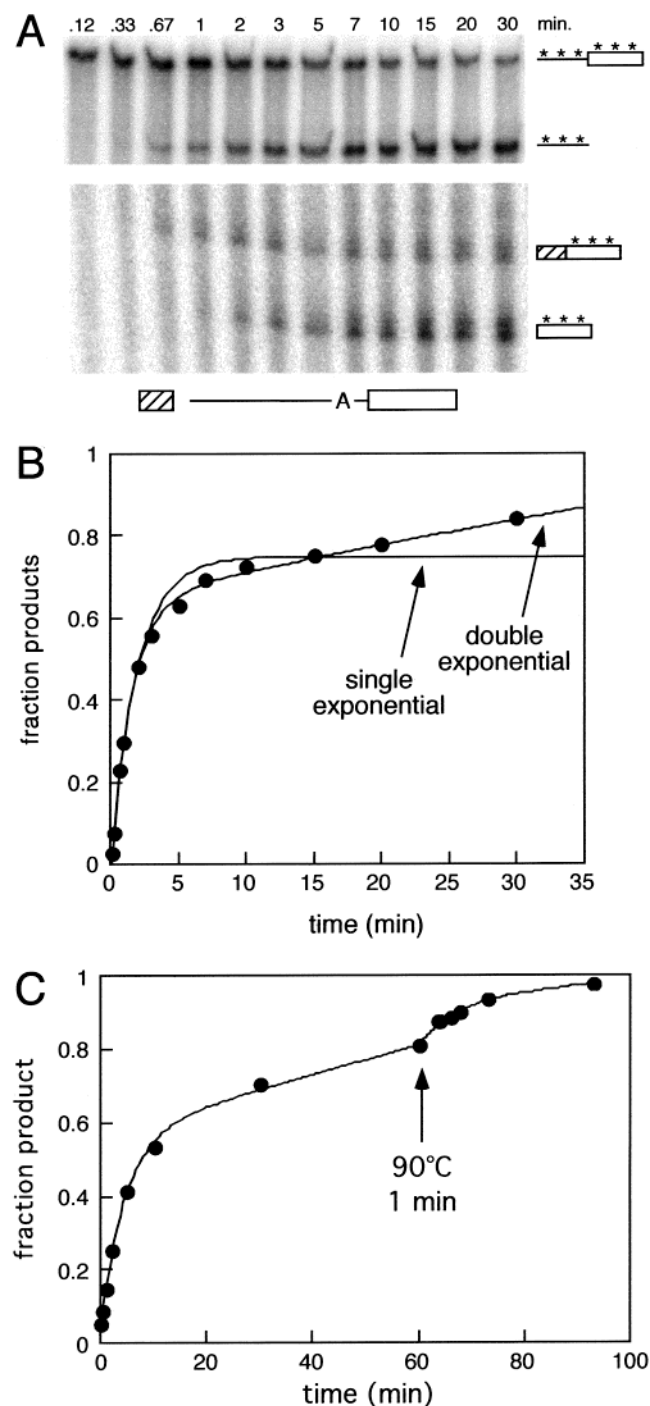 A
.12 .33 .67 1 2 3 5 7 10 15 20 30 min.
* * * * * *
* * *
* * *
* * *
A
B
1
0.8
0.6
0.4
0.2
0
fraction products
double
exponential
single
exponential
0 5 10 15 20 25 30 35
time (min)
C
1
0.8
0.6
0.4
0.2
0
fraction product
90°C
1 min
0 20 40 60 80 100
time (min)